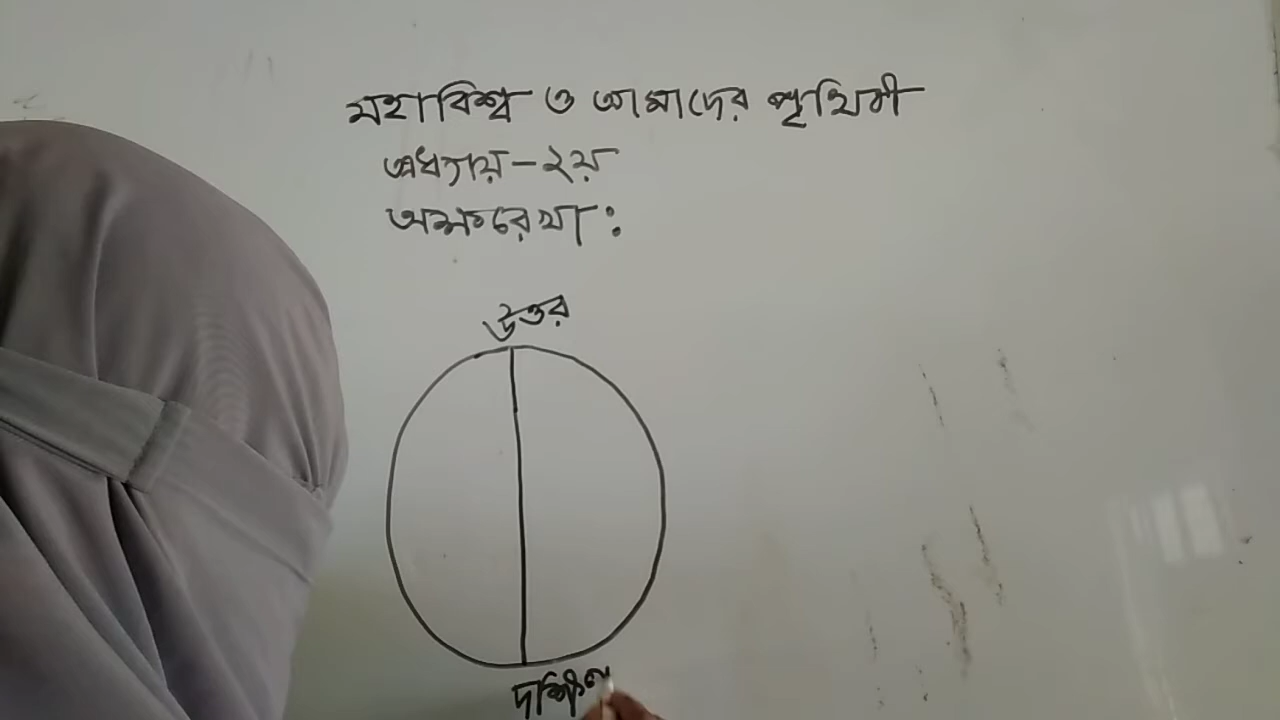 মহাবিশ্ব ও আমাদের পৃথিবী
অধ্যায়-২য়
অক্ষরেখা:
উত্তর
দক্ষিণ